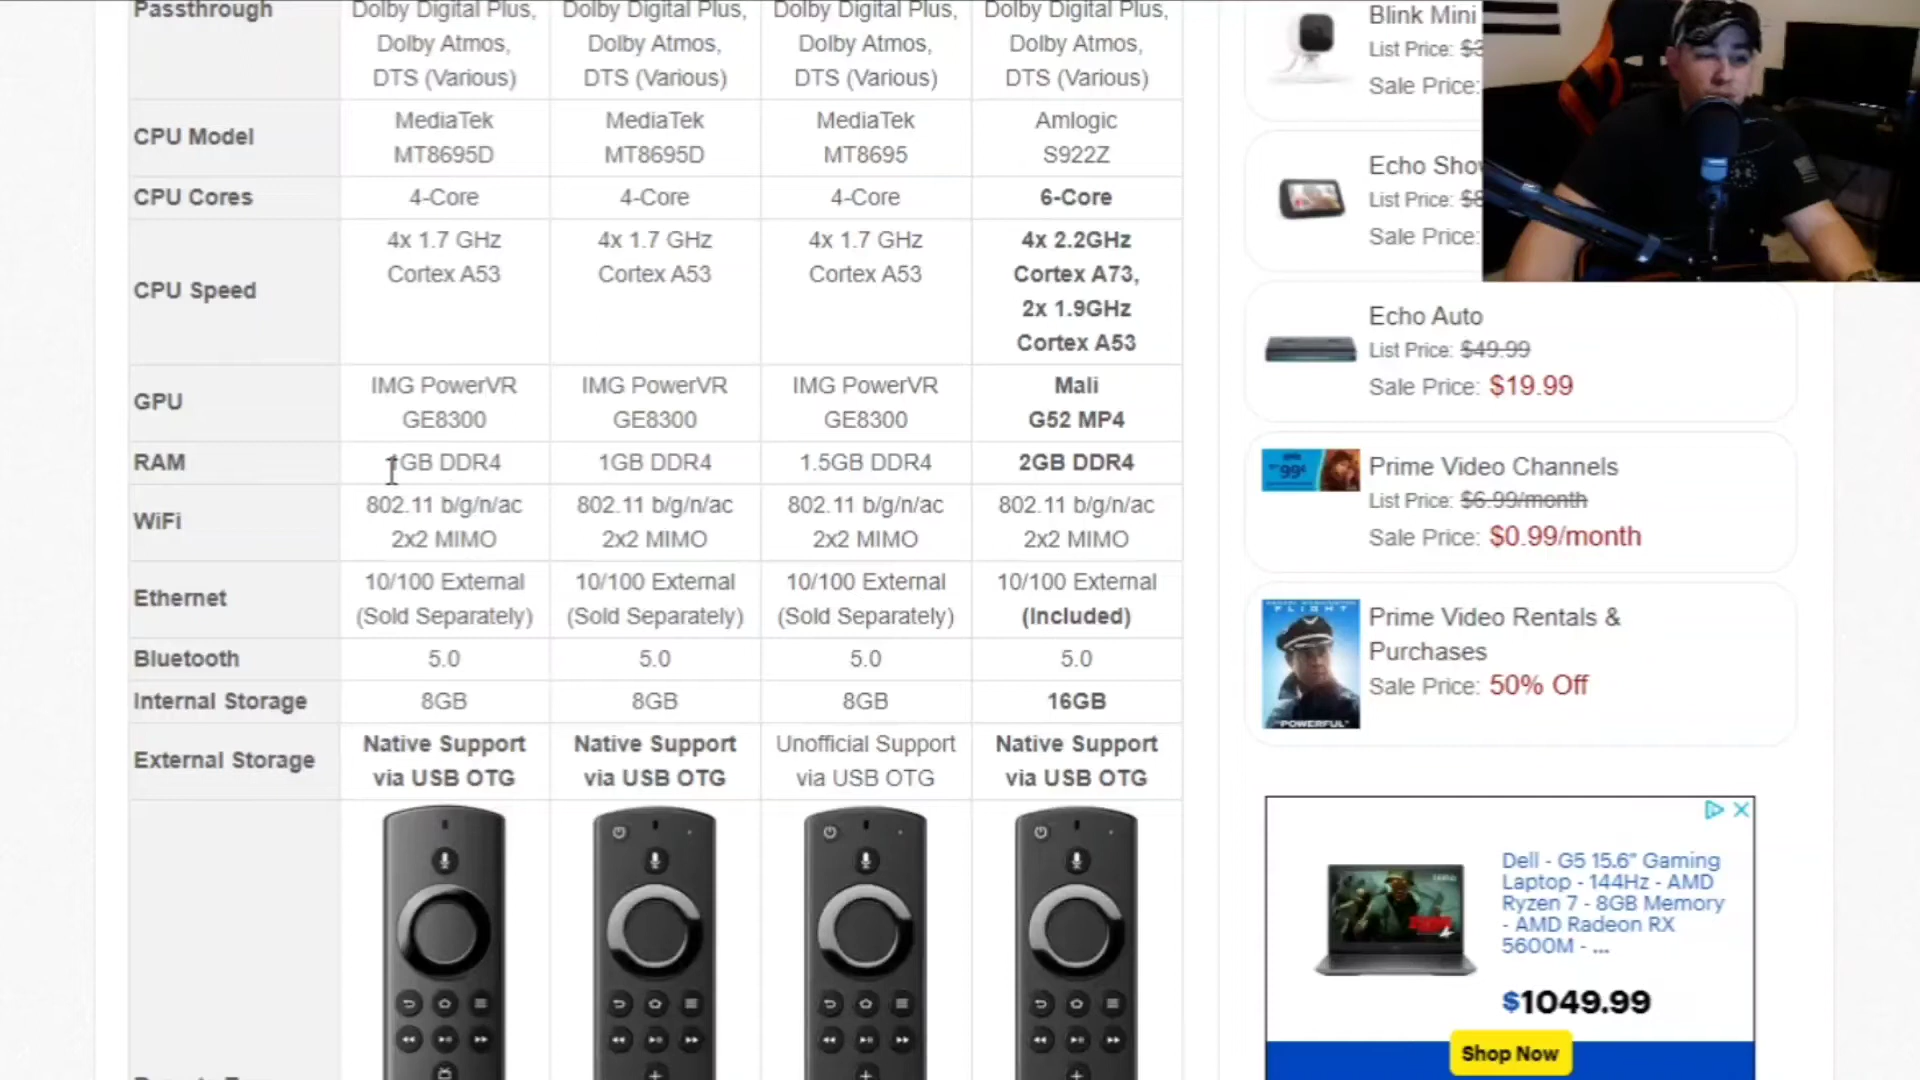 Passthrough
Dolby Digital Plus, Dolby Digital Plus, Dolby Digital Plus, Dolby Digital Plus,
Dolby Atmos, Dolby Atmos, Dolby Atmos, Dolby Atmos,
DTS (Various) DTS (Various) DTS (Various) DTS (Various)
CPU Model
MediaTek MediaTek MediaTek Amlogic
MT8695D MT8695D MT8695 S922Z
CPU Cores 4-Core 4-Core 4-Core 6-Core
CPU Speed
4x 1.7 GHz 4x 1.7 GHz 4x 1.7 GHz 4x 2.2GHz
Cortex A53 Cortex A53 Cortex A53 Cortex A73,
2x 1.9GHz
Cortex A53
GPU
IMG PowerVR IMG PowerVR IMG PowerVR Mali
GE8300 GE8300 GE8300 G52 MP4
RAM 1GB DDR4 1GB DDR4 1.5GB DDR4 2GB DDR4
WiFi
802.11 b/g/n/ac 802.11 b/g/n/ac 802.11 b/g/n/ac 802.11 b/g/n/ac
2x2 MIMO 2x2 MIMO 2x2 MIMO 2x2 MIMO
Ethernet
10/100 External 10/100 External 10/100 External 10/100 External
(Sold Separately) (Sold Separately) (Sold Separately) (Included)
Bluetooth 5.0 5.0 5.0 5.0
Internal Storage 8GB 8GB 8GB 16GB
External Storage
Native Support Native Support Unofficial Support Native Support
via USB OTG via USB OTG via USB OTG via USB OTG
Blink Mini
List Price:
Sale Price:
Echo
List Price:
Sale Price:
Echo Auto
List Price: $49.99
Sale Price: $19.99
99¢
Prime Video Channels
List Price: $6.99/month
Sale Price: $0.99/month
FLIGHT
"POWERFUL"
Prime Video Rentals &
Purchases
Sale Price: 50% Off
Dell - G5 15.6" Gaming
Laptop - 144Hz - AMD
Ryzen 7 - 8GB Memory
- AMD Radeon RX
5600M - ...
$1049.99
Shop Now